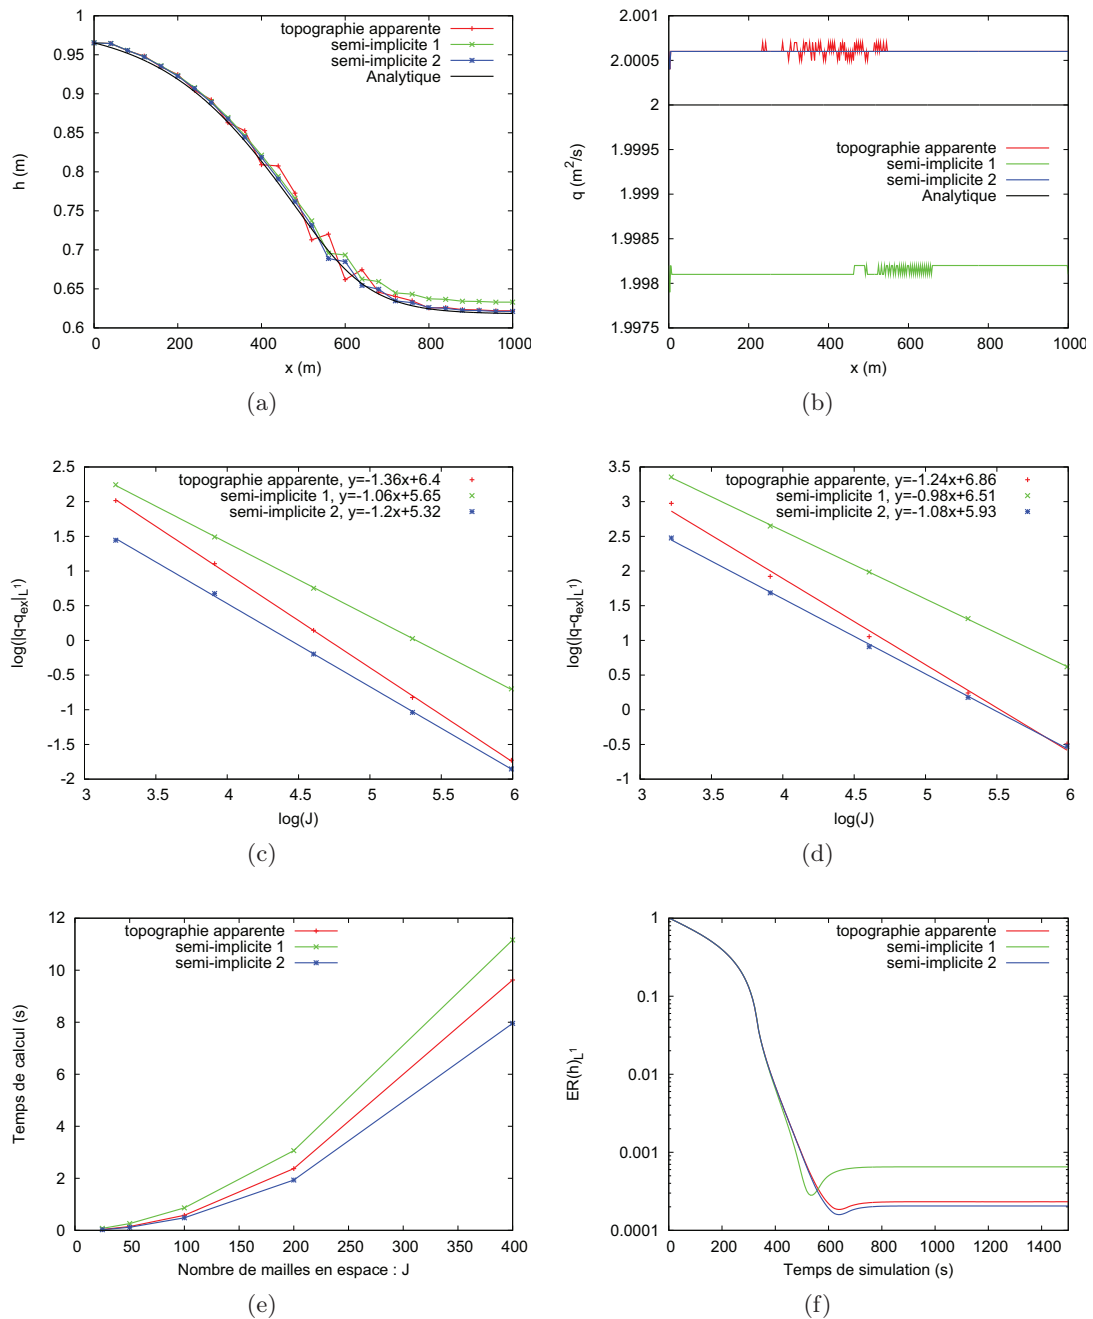 topographie apparente
semi-implicite 1
semi-implicite 2
Analytique
1
0.95
0.9
0.85
0.8
0.75
0.7
0.65
0.6
h (m)
0 200 400 600 800 1000
x (m)
(a)
2.001
2.0005
2
1.9995
1.999
1.9985
1.998
1.9975
q (m²/s)
topographie apparente
semi-implicite 1
semi-implicite 2
Analytique
0 200 400 600 800 1000
x (m)
(b)
topographie apparente, y=-1.36x+6.4
semi-implicite 1, y=-1.06x+5.65
semi-implicite 2, y=-1.2x+5.32
2.5
2
1.5
1
0.5
0
-0.5
-1
-1.5
-2
log(|q-q_ex|_L¹)
3 3.5 4 4.5 5 5.5 6
log(J)
(c)
topographie apparente, y=-1.24x+6.86
semi-implicite 1, y=-0.98x+6.51
semi-implicite 2, y=-1.08x+5.93
3.5
3
2.5
2
1.5
1
0.5
0
-0.5
-1
log(|q-q_ex|_L¹)
3 3.5 4 4.5 5 5.5 6
log(J)
(d)
topographie apparente
semi-implicite 1
semi-implicite 2
12
10
8
6
4
2
0
Temps de calcul (s)
0 50 100 150 200 250 300 350 400
Nombre de mailles en espace : J
(e)
topographie apparente
semi-implicite 1
semi-implicite 2
1
0.1
0.01
0.001
0.0001
ER(h)_L¹
0 200 400 600 800 1000 1200 1400
Temps de simulation (s)
(f)